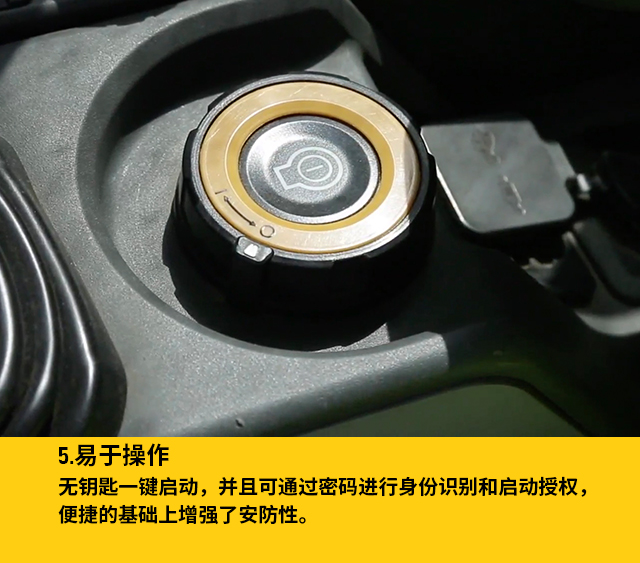 5.易于操作
无钥匙一键启动，并且可通过密码进行身份识别和启动授权，
便捷的基础上增强了安防性。